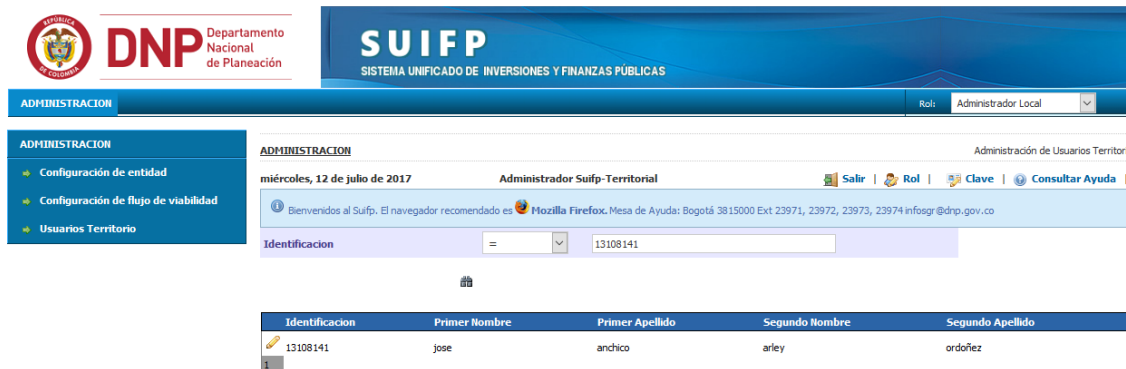 REPÚBLICA
DE COLOMBIA
DNP Departamento
Nacional
de Planeación
SUIFP
SISTEMA UNIFICADO DE INVERSIONES Y FINANZAS PÚBLICAS
ADMINISTRACION
Rol: Administrador Local
ADMINISTRACION
Configuración de entidad
Configuración de flujo de viabilidad
Usuarios Territorio
ADMINISTRACION
Administración de Usuarios Territor
miércoles, 12 de julio de 2017 Administrador Suifp-Territorial Salir | Rol | Clave | Consultar Ayuda |
Bienvenidos al Suifp. El navegador recomendado es Mozilla Firefox. Mesa de Ayuda: Bogotá 3815000 Ext 23971, 23972, 23973, 23974 infosgr@dnp.gov.co
Identificacion = 13108141
Identificacion Primer Nombre Primer Apellido Segundo Nombre Segundo Apellido
13108141 jose anchico arley ordoñez
1